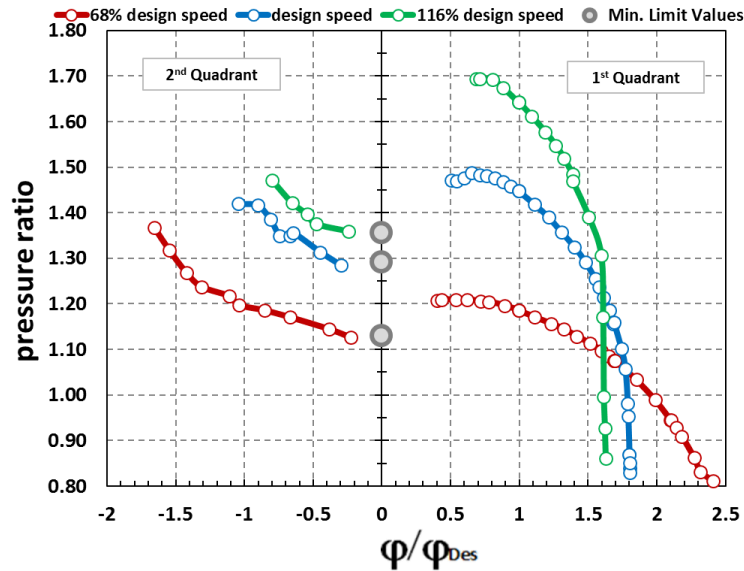 68% design speed design speed 116% design speed Min. Limit Values
1.80
1.70
1.60
1.50
1.40
1.30
1.20
1.10
1.00
0.90
0.80
pressure ratio
2nd Quadrant
1st Quadrant
-2 -1.5 -1 -0.5 0 0.5 1 1.5 2 2.5
φ/φDes